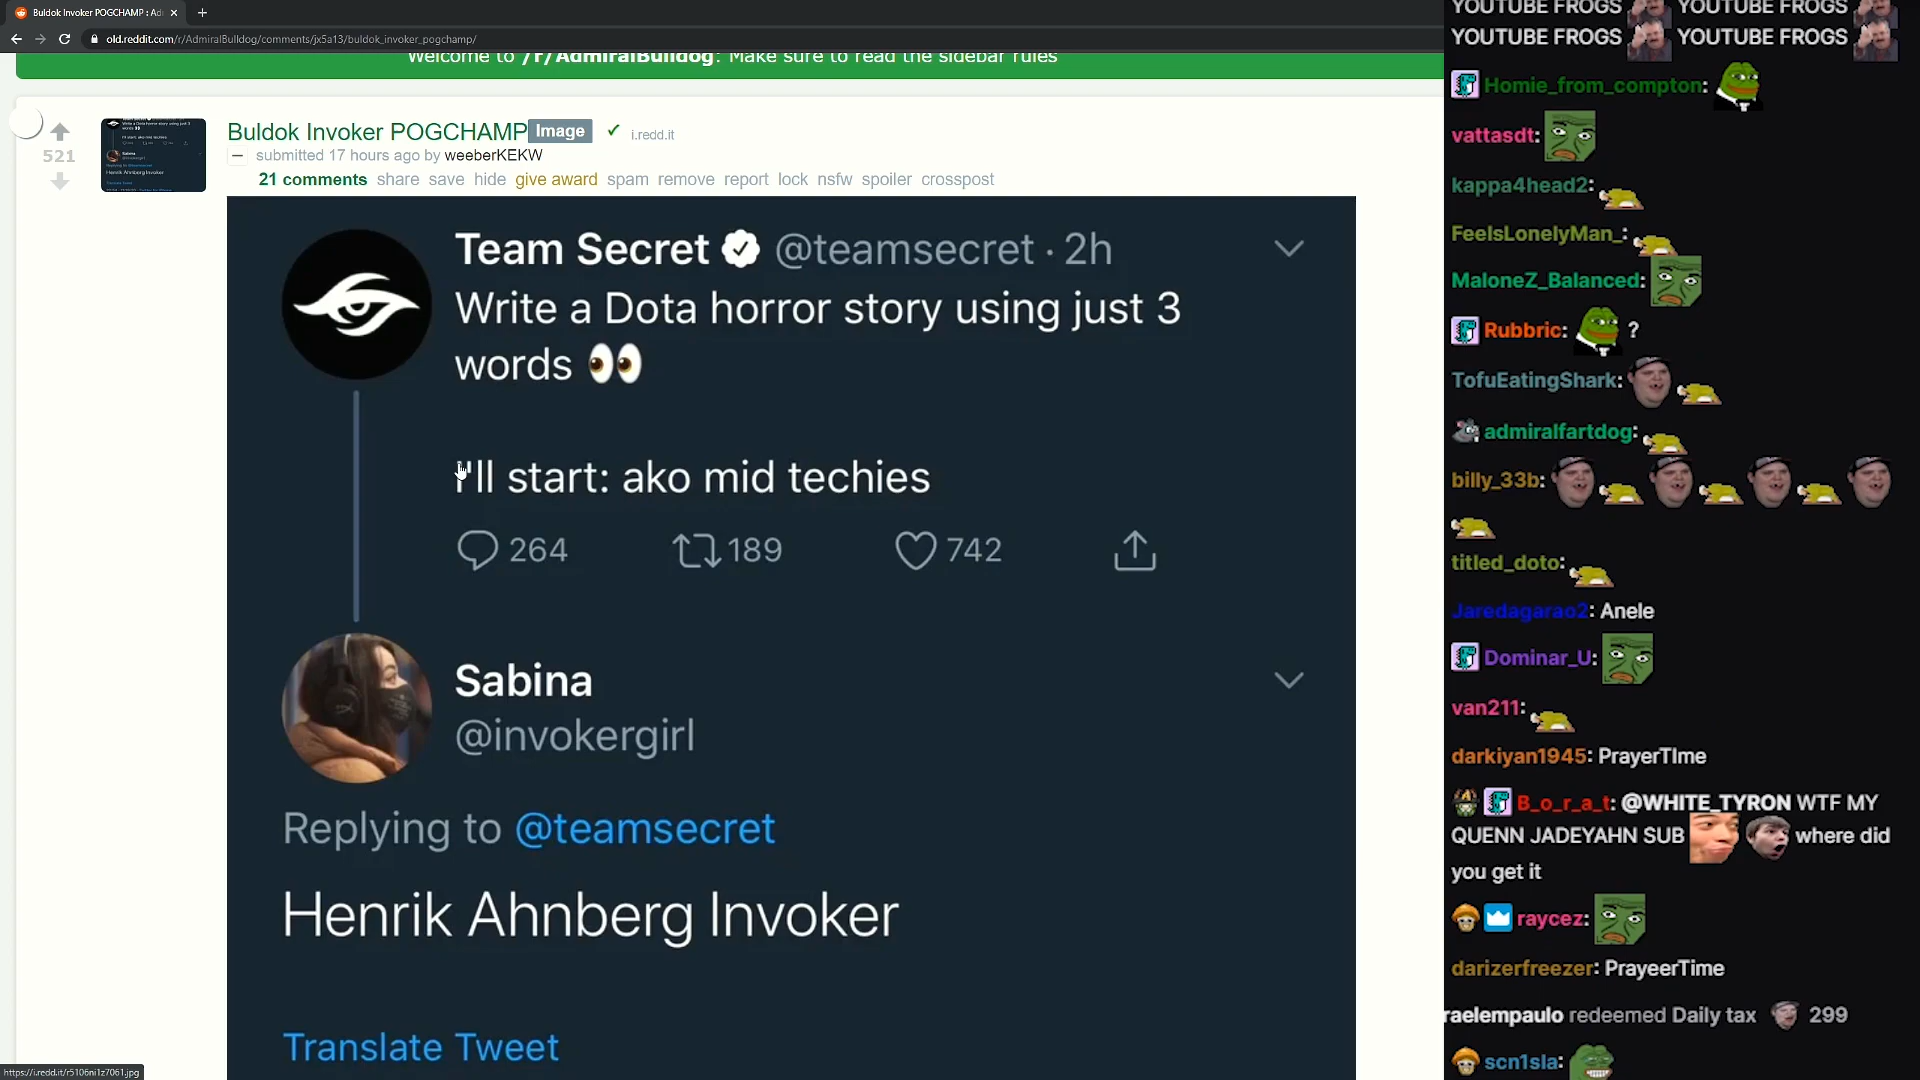 Buldok Invoker POGCHAMP : Ad
old.reddit.com/r/AdmiralBulldog/comments/jx5a13/buldok_invoker_pogchamp/
Welcome to /r/AdmiralBulldog: Make sure to read the sidebar rules
521
Buldok Invoker POGCHAMP Image ✓ i.redd.it
submitted 17 hours ago by weeberKEKW
21 comments share save hide give award spam remove report lock nsfw spoiler crosspost
Team Secret @teamsecret · 2h
Write a Dota horror story using just 3
words 👀
I'll start: ako mid techies
264 189 742
Sabina
@invokergirl
Replying to @teamsecret
Henrik Ahnberg Invoker
Translate Tweet
https://i.redd.it/r5106ni1z7061.jpg
YOUTUBE FROGS YOUTUBE FROGS
YOUTUBE FROGS YOUTUBE FROGS
Homie_from_compton:
vattasdt:
kappa4head2:
FeelsLonelyMan_:
MaloneZ_Balanced:
Rubbric: ?
TofuEatingShark:
admiralfartdog:
billy_33b:
titled_doto:
Jaredagarao2: Anele
Dominar_U:
van211:
darkiyan1945: PrayerTIme
B_o_r_a_t: @WHITE_TYRON WTF MY
QUENN JADEYAHN SUB where did
you get it
raycez:
darizerfreezer: PrayeerTime
raelempaulo redeemed Daily tax 299
scn1sla: